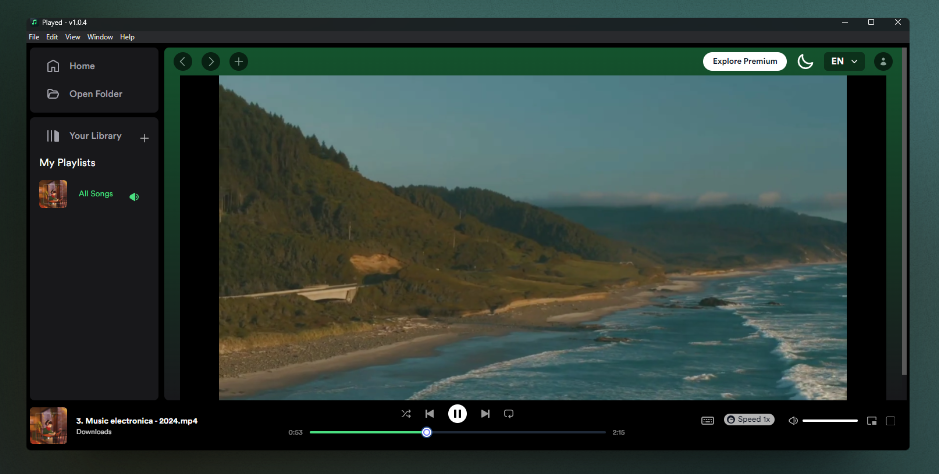 Played - v1.0.4
File Edit View Window Help
Home
Explore Premium
EN
Open Folder
Your Library
My Playlists
All Songs
3. Music electronica - 2024.mp4
Downloads
0:53
2:15
Speed 1x